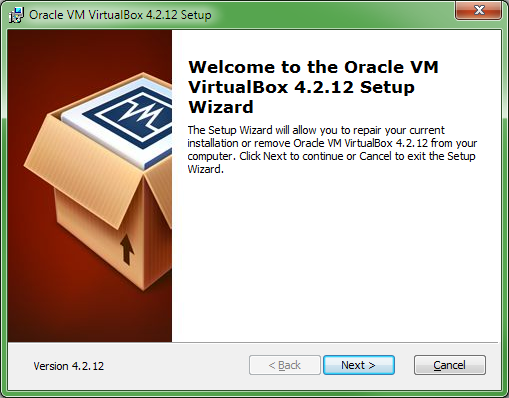 Oracle VM VirtualBox 4.2.12 Setup
Welcome to the Oracle VM
VirtualBox 4.2.12 Setup
Wizard
The Setup Wizard will allow you to repair your current
installation or remove Oracle VM VirtualBox 4.2.12 from your
computer. Click Next to continue or Cancel to exit the Setup
Wizard.
Version 4.2.12
< Back
Next >
Cancel